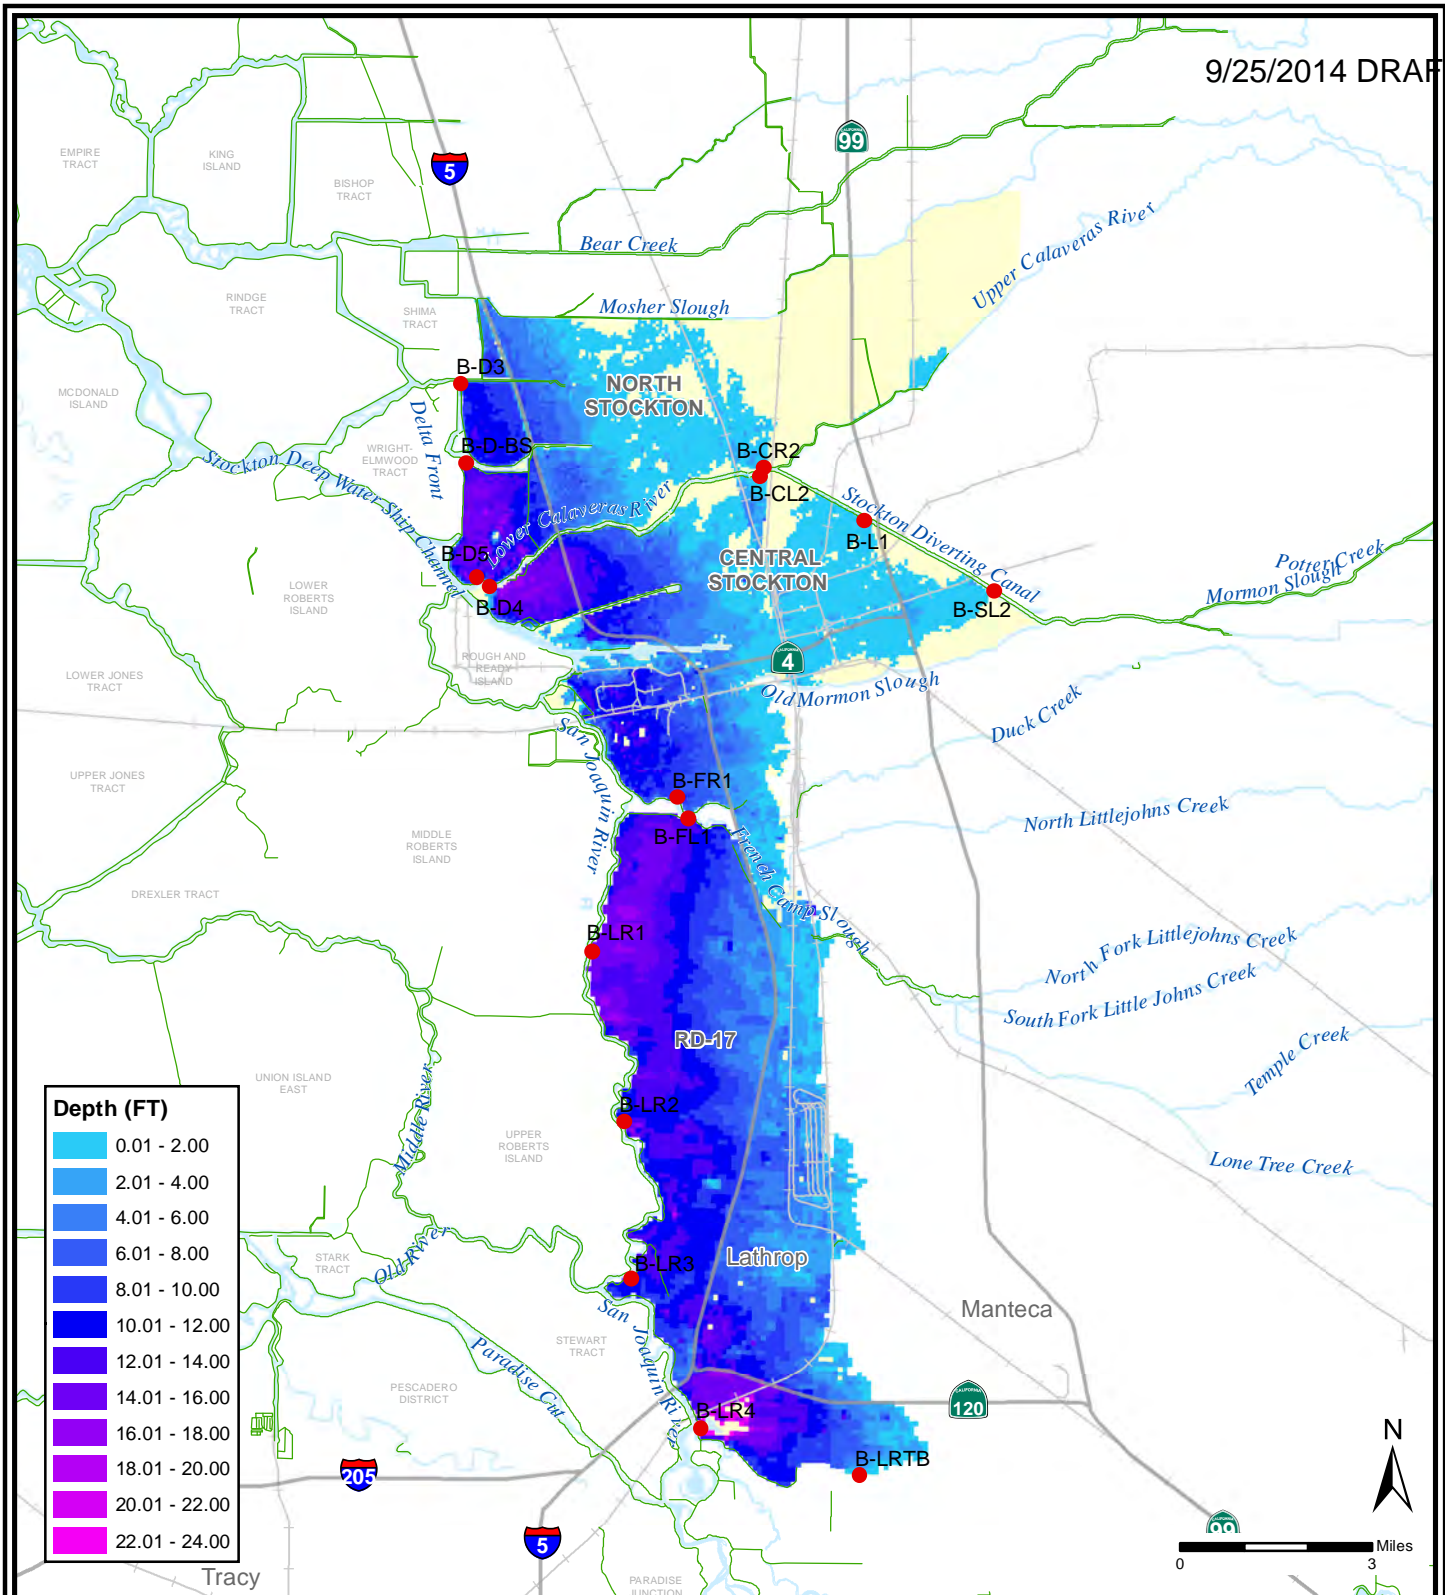 9/25/2014 DRAF
99
5
EMPIRE
TRACT
KING
ISLAND
BISHOP
TRACT
Bear Creek
Upper Calaveras River
RINDGE
TRACT
SHIMA
TRACT
Mosher Slough
B-D3
NORTH
STOCKTON
MCDONALD
ISLAND
Delta Front
WRIGHT-
ELMWOOD
TRACT
B-D-BS
B-CR2
B-CL2
Stockton Deep Water Ship Channel
Lower Calaveras River
Stockton Diverting Canal
B-L1
B-D5
B-D4
CENTRAL
STOCKTON
B-SL2
Potter Creek
Mormon Slough
LOWER
ROBERTS
ISLAND
ROUGH AND
READY
ISLAND
4
LOWER JONES
TRACT
Old Mormon Slough
Duck Creek
San Joaquin River
UPPER JONES
TRACT
B-FR1
B-FL1
North Littlejohns Creek
MIDDLE
ROBERTS
ISLAND
French Camp Slough
DREXLER TRACT
B-LR1
North Fork Littlejohns Creek
South Fork Little Johns Creek
RD-17
Temple Creek
UNION ISLAND
EAST
Middle River
B-LR2
UPPER
ROBERTS
ISLAND
Lone Tree Creek
STARK
TRACT
Old River
B-LR3
Lathrop
San Joaquin River
Manteca
STEWART
TRACT
Paradise Cut
PESCADERO
DISTRICT
120
B-LR4
B-LRTB
205
5
99
Tracy
PARADISE
JUNCTION
Depth (FT)
0.01 - 2.00
2.01 - 4.00
4.01 - 6.00
6.01 - 8.00
8.01 - 10.00
10.01 - 12.00
12.01 - 14.00
14.01 - 16.00
16.01 - 18.00
18.01 - 20.00
20.01 - 22.00
22.01 - 24.00
N
Miles
0
3